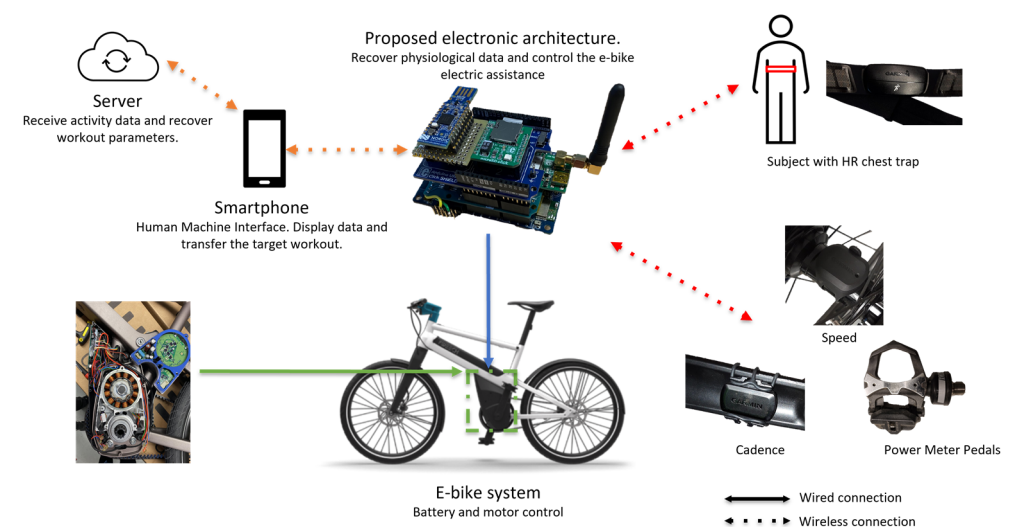 Proposed electronic architecture.
Recover physiological data and control the e-bike
electric assistance
Server
Receive activity data and recover
workout parameters.
Smartphone
Human Machine Interface. Display data and
transfer the target workout.
Subject with HR chest trap
Speed
GARMIN
Cadence
Power Meter Pedals
E-bike system
Battery and motor control
Wired connection
Wireless connection